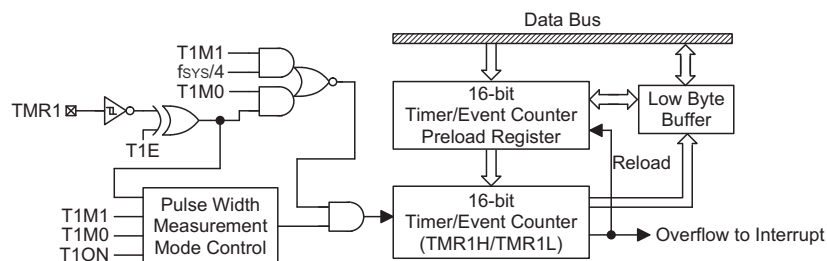 Data Bus
T1M1
fSYS/4
T1M0
TMR1
T1E
16-bit
Timer/Event Counter
Preload Register
Low Byte
Buffer
Reload
T1M1
T1M0
T1ON
Pulse Width
Measurement
Mode Control
16-bit
Timer/Event Counter
(TMR1H/TMR1L)
Overflow to Interrupt